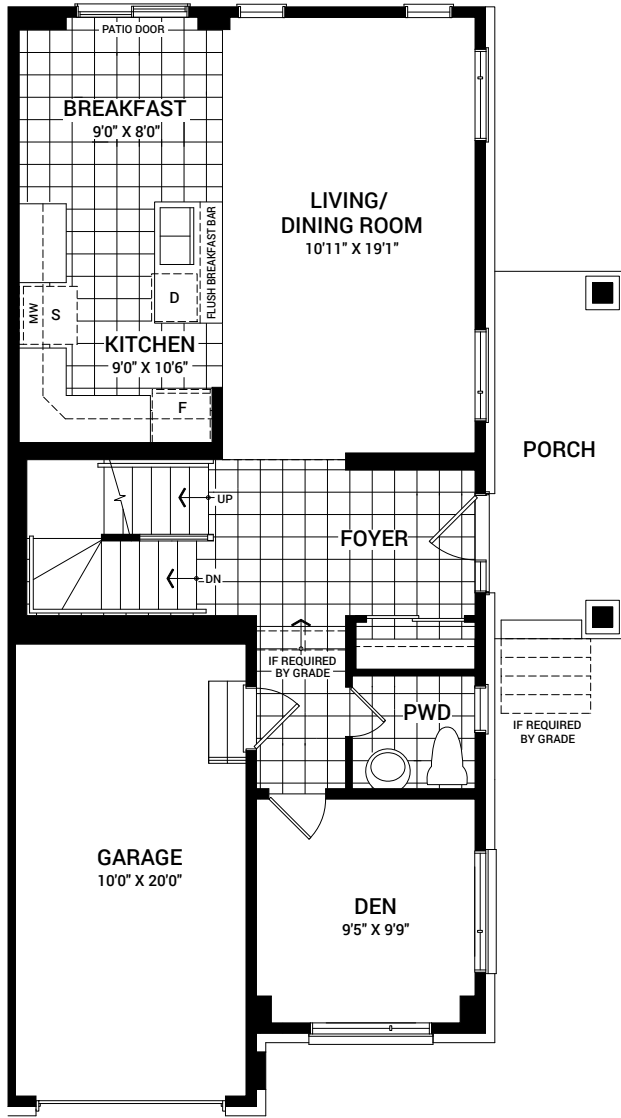 PATIO DOOR
BREAKFAST
9'0" X 8'0"
LIVING/
DINING ROOM
10'11" X 19'1"
FLUSH BREAKFAST BAR
MW
S
D
KITCHEN
9'0" X 10'6"
F
PORCH
UP
FOYER
DN
IF REQUIRED
BY GRADE
PWD
IF REQUIRED
BY GRADE
GARAGE
10'0" X 20'0"
DEN
9'5" X 9'9"